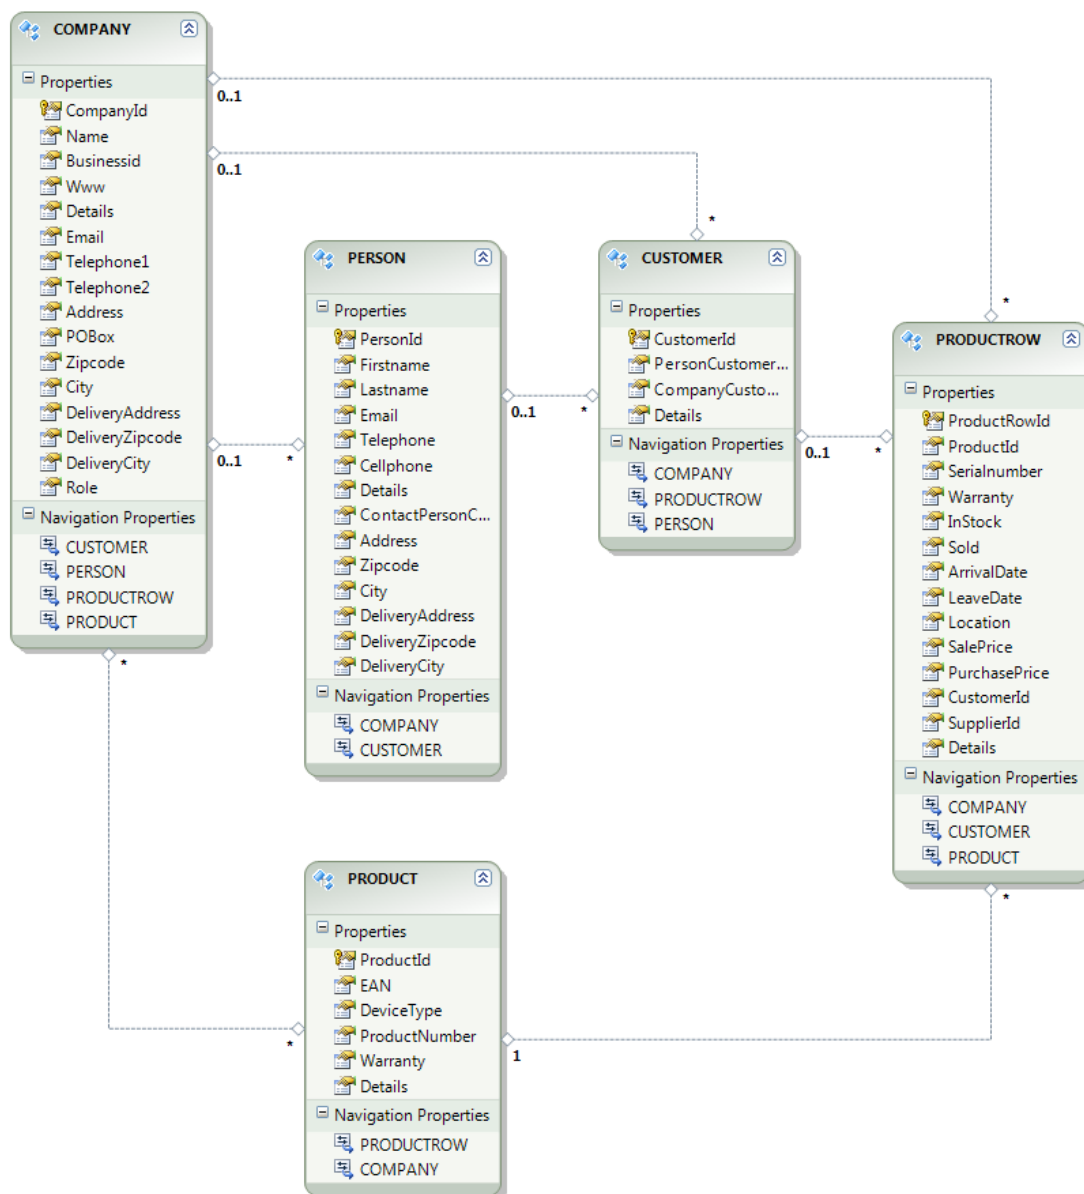 COMPANY
Properties
CompanyId
Name
Businessid
Www
Details
Email
Telephone1
Telephone2
Address
POBox
Zipcode
City
DeliveryAddress
DeliveryZipcode
DeliveryCity
Role
Navigation Properties
CUSTOMER
PERSON
PRODUCTROW
PRODUCT
0..1
0..1
0..1
*
*
*
PERSON
Properties
PersonId
Firstname
Lastname
Email
Telephone
Cellphone
Details
ContactPersonC...
Address
Zipcode
City
DeliveryAddress
DeliveryZipcode
DeliveryCity
Navigation Properties
COMPANY
CUSTOMER
0..1
*
*
CUSTOMER
Properties
CustomerId
PersonCustomer...
CompanyCusto...
Details
Navigation Properties
COMPANY
PRODUCTROW
PERSON
0..1
*
*
PRODUCTROW
Properties
ProductRowId
ProductId
Serialnumber
Warranty
InStock
Sold
ArrivalDate
LeaveDate
Location
SalePrice
PurchasePrice
CustomerId
SupplierId
Details
Navigation Properties
COMPANY
CUSTOMER
PRODUCT
*
PRODUCT
Properties
ProductId
EAN
DeviceType
ProductNumber
Warranty
Details
Navigation Properties
PRODUCTROW
COMPANY
1